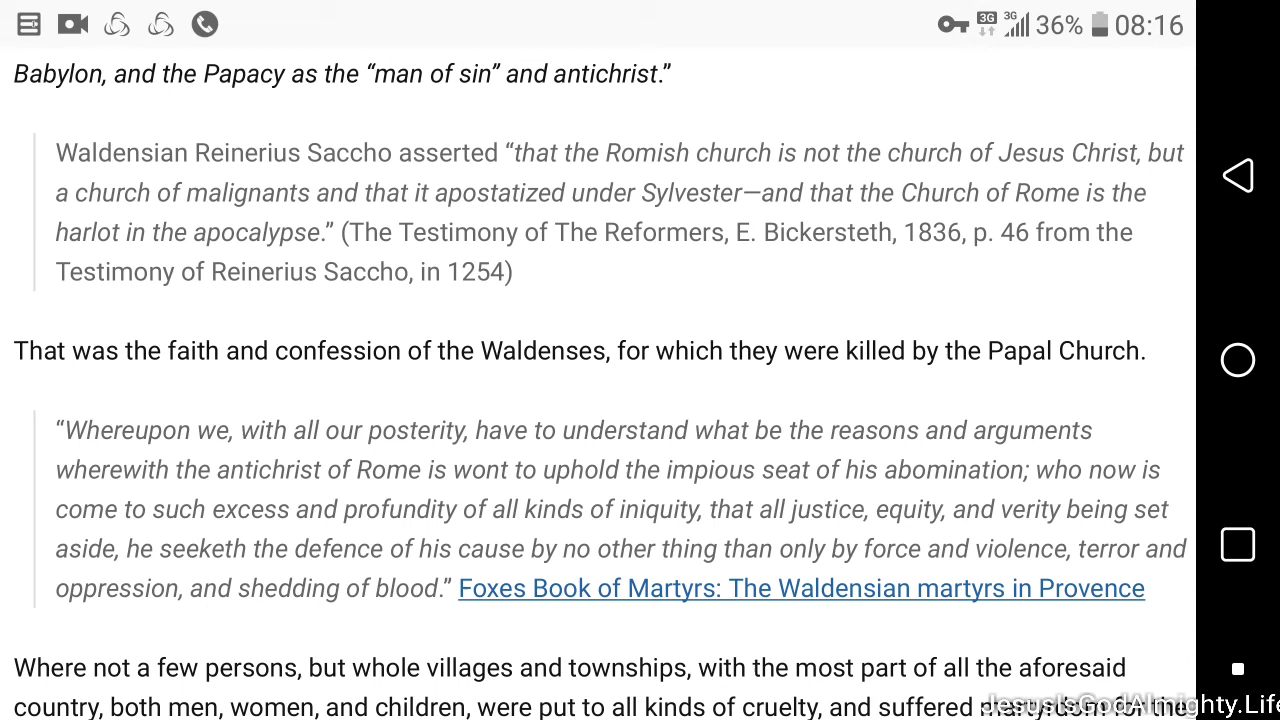 3G 3G 36% 08:16
Babylon, and the Papacy as the “man of sin” and antichrist.”
Waldensian Reinerius Saccho asserted “that the Romish church is not the church of Jesus Christ, but
a church of malignants and that it apostatized under Sylvester—and that the Church of Rome is the
harlot in the apocalypse.” (The Testimony of The Reformers, E. Bickersteth, 1836, p. 46 from the
Testimony of Reinerius Saccho, in 1254)
That was the faith and confession of the Waldenses, for which they were killed by the Papal Church.
“Whereupon we, with all our posterity, have to understand what be the reasons and arguments
wherewith the antichrist of Rome is wont to uphold the impious seat of his abomination; who now is
come to such excess and profundity of all kinds of iniquity, that all justice, equity, and verity being set
aside, he seeketh the defence of his cause by no other thing than only by force and violence, terror and
oppression, and shedding of blood.” Foxes Book of Martyrs: The Waldensian martyrs in Provence
Where not a few persons, but whole villages and townships, with the most part of all the aforesaid
country, both men, women, and children, were put to all kinds of cruelty, and suffered
JesusIsGodAlmighty.Life